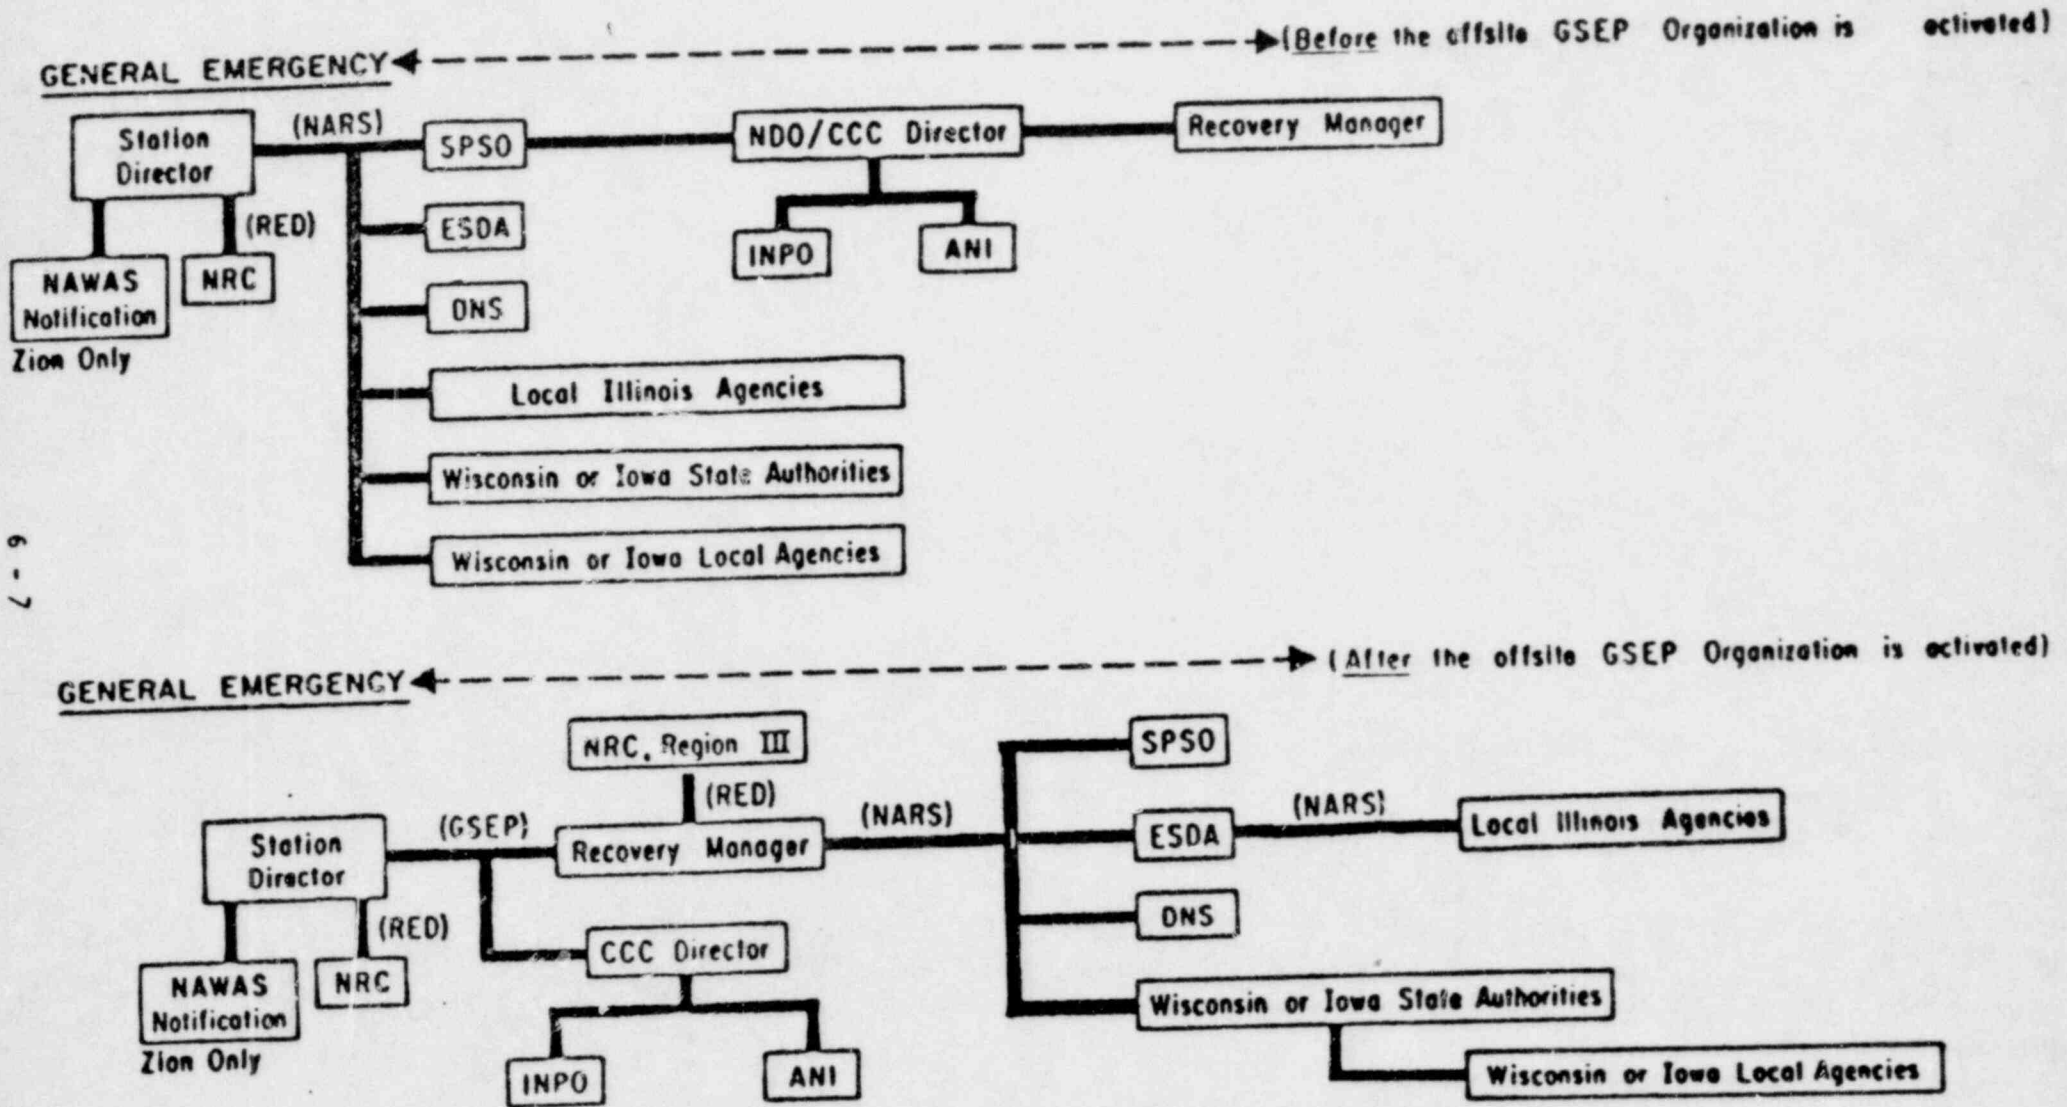 (Before the offsite GSEP Organization is activated)
GENERAL EMERGENCY
Station
Director
(NARS)
SPSO
NDO/CCC Director
Recovery Manager
(RED)
ESDA
INPO
ANI
NAWAS
Notification
NRC
Zion Only
DNS
Local Illinois Agencies
Wisconsin or Iowa State Authorities
Wisconsin or Iowa Local Agencies
6-7
(After the offsite GSEP Organization is activated)
GENERAL EMERGENCY
NRC, Region III
(RED)
Station
Director
(GSEP)
Recovery Manager
(NARS)
SPSO
ESDA
(NARS)
Local Illinois Agencies
DNS
(RED)
CCC Director
NAWAS
Notification
NRC
Zion Only
INPO
ANI
Wisconsin or Iowa State Authorities
Wisconsin or Iowa Local Agencies